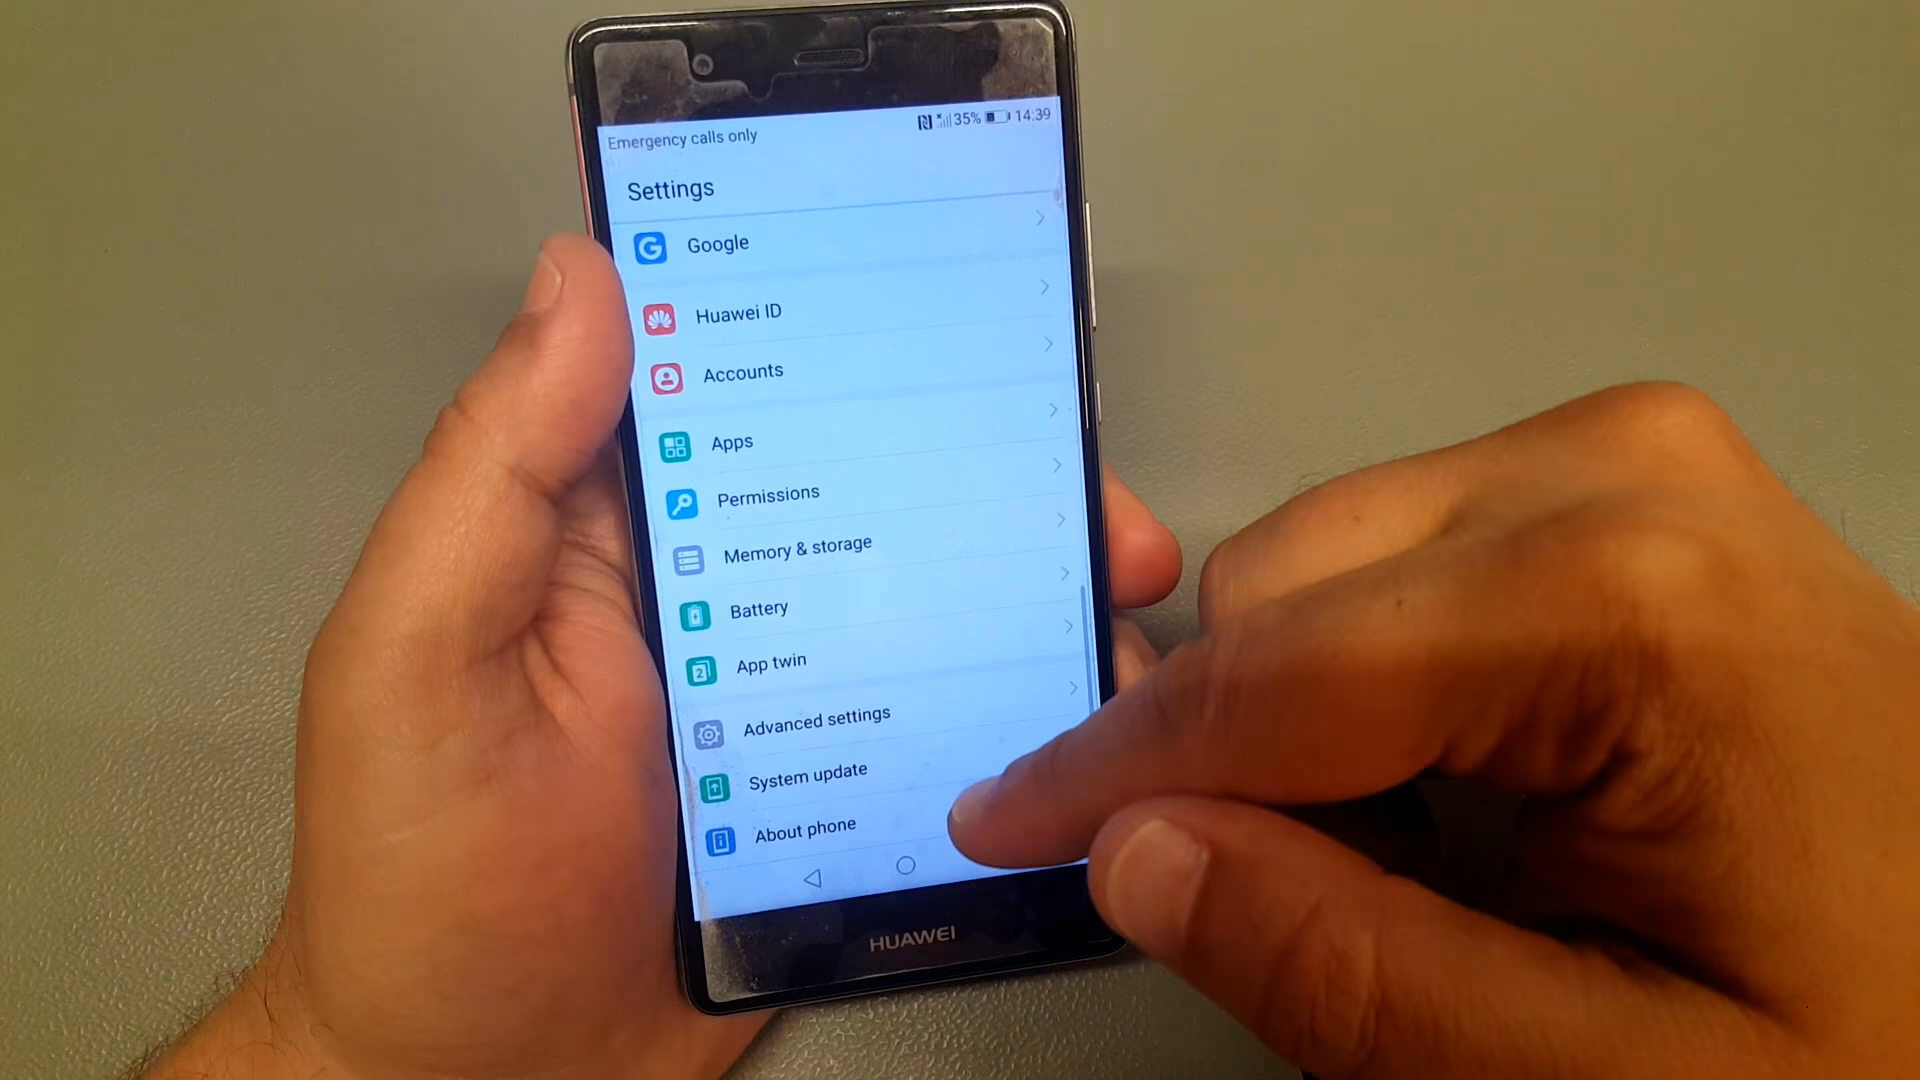 Emergency calls only 35% 14:39
Settings
Google
Huawei ID
Accounts
Apps
Permissions
Memory & storage
Battery
2 App twin
Advanced settings
System update
About phone
HUAWEI